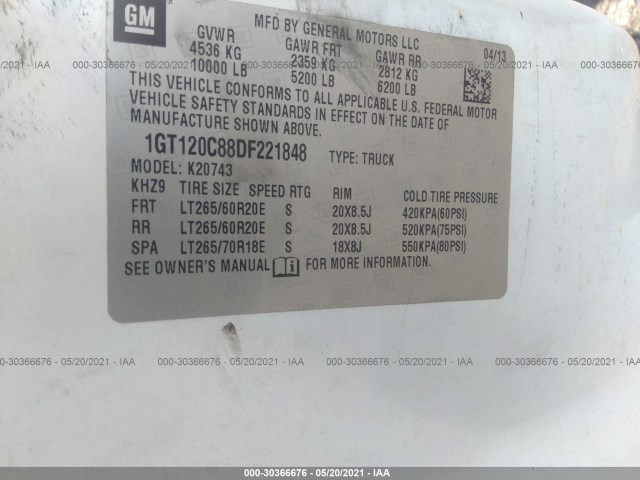 GM
MFD BY GENERAL MOTORS LLC
GVWR GAWR FRT GAWR RR 04/13
4536 KG 2359 KG 2812 KG
10000 LB 5200 LB 6200 LB
THIS VEHICLE CONFORMS TO ALL APPLICABLE U.S. FEDERAL MOTOR
VEHICLE SAFETY STANDARDS IN EFFECT ON THE DATE OF
MANUFACTURE SHOWN ABOVE.
1GT120C88DF221848 TYPE: TRUCK
MODEL: K20743
KHZ9 TIRE SIZE SPEED RTG RIM COLD TIRE PRESSURE
FRT LT265/60R20E S 20X8.5J 420KPA(60PSI)
RR LT265/60R20E S 20X8.5J 520KPA(75PSI)
SPA LT265/70R18E S 18X8J 550KPA(80PSI)
SEE OWNER'S MANUAL FOR MORE INFORMATION.
000-30366676 - 05/20/2021 - IAA